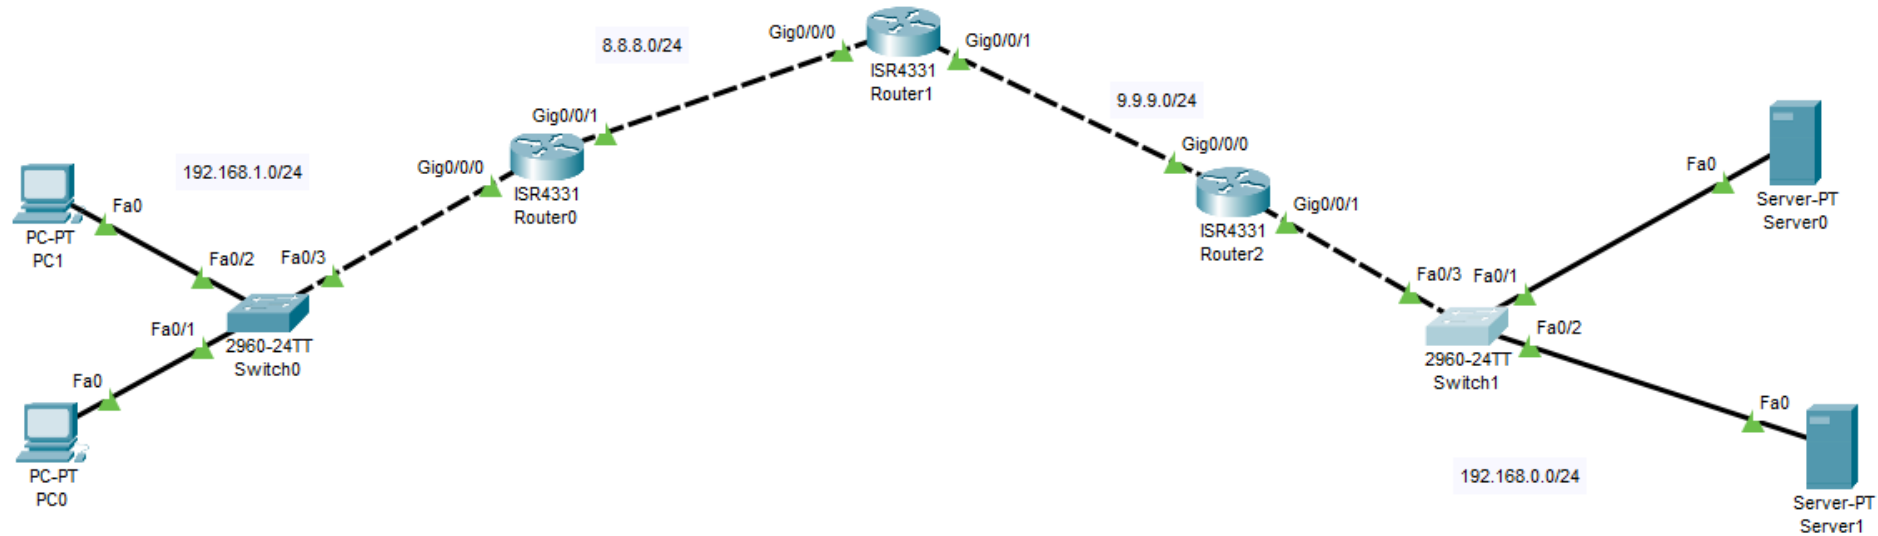 8.8.8.0/24
Gig0/0/0
Gig0/0/1
ISR4331
Router1
9.9.9.0/24
Gig0/0/1
Gig0/0/0
ISR4331
Router0
192.168.1.0/24
Fa0
PC-PT
PC1
Fa0/2
Fa0/3
Fa0/1
2960-24TT
Switch0
Fa0
PC-PT
PC0
Gig0/0/0
ISR4331
Router2
Gig0/0/1
Fa0
Server-PT
Server0
Fa0/3
Fa0/1
Fa0/2
2960-24TT
Switch1
Fa0
192.168.0.0/24
Server-PT
Server1